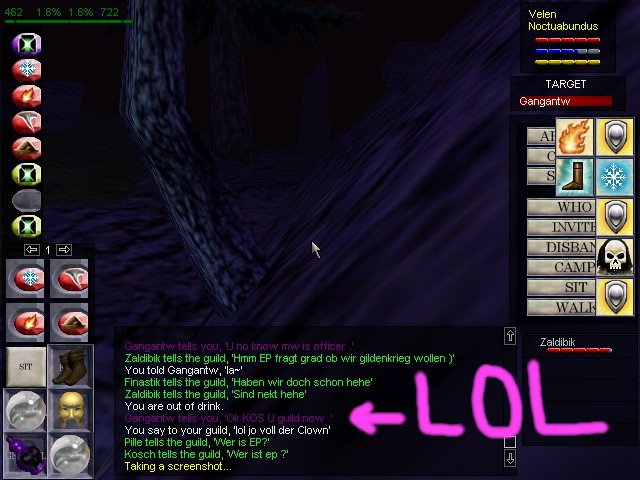 462 1.6% 1.6% 722
Velen
Noctuabundus
TARGET
Gangantw
WHO
INVITE
DISBAN
CAMP
SIT
WALK
1
SIT
Zaldibik
Gangantw tells you, 'U no know mw is officer .'
Zaldibik tells the guild, 'Hmm EP fragt grad ob wir gildenkrieg wollen )'
You told Gangantw, 'la~'
Finastik tells the guild, 'Haben wir doch schon hehe'
Zaldibik tells the guild, 'Sind nekt hehe'
You are out of drink.
Gangantw tells you, 'Ok KOS U guild now .'
You say to your guild, 'lol jo voll der Clown'
Pille tells the guild, 'Wer is EP?'
Kosch tells the guild, 'Wer ist ep ?'
Taking a screenshot...
LOL